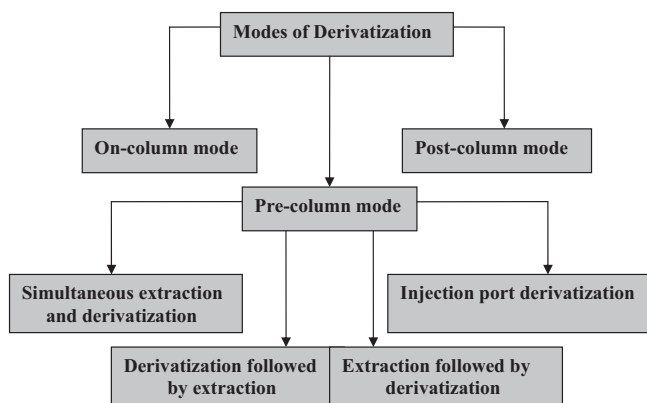 Modes of Derivatization
On-column mode
Post-column mode
Pre-column mode
Simultaneous extraction
and derivatization
Injection port derivatization
Derivatization followed
by extraction
Extraction followed by
derivatization